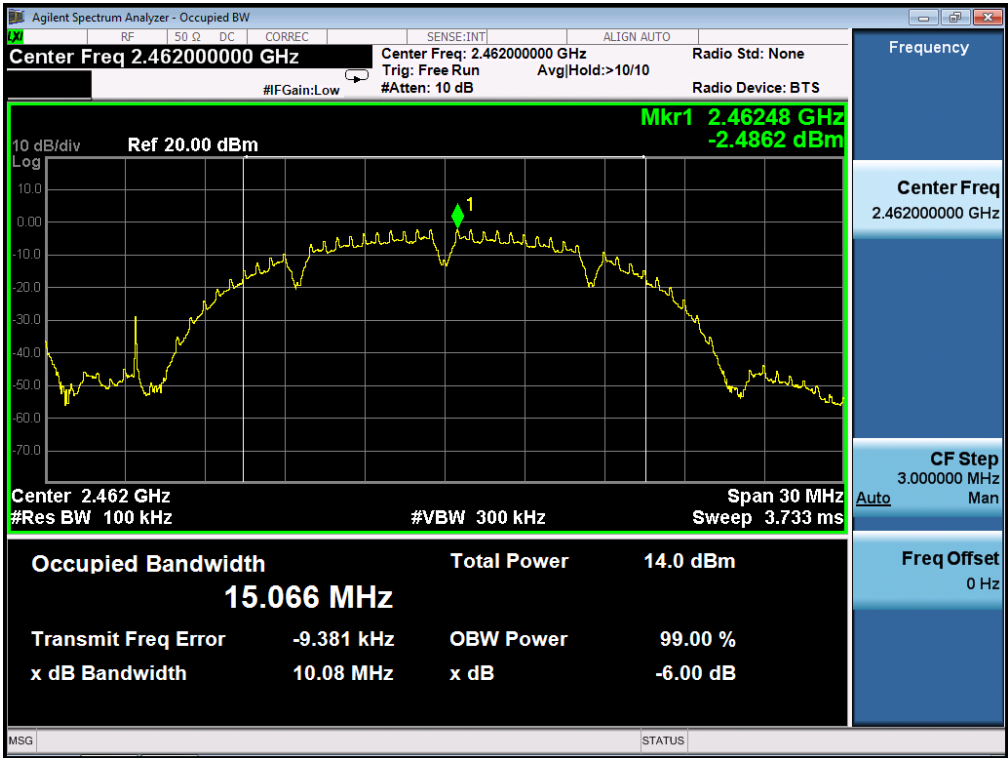 Agilent Spectrum Analyzer - Occupied BW
LXI RF 50 Ω DC CORREC SENSE:INT ALIGN AUTO
Center Freq 2.462000000 GHz
#IFGain:Low
Center Freq: 2.462000000 GHz
Trig: Free Run Avg|Hold:>10/10
#Atten: 10 dB
Radio Std: None
Radio Device: BTS
Mkr1 2.46248 GHz
-2.4862 dBm
10 dB/div Ref 20.00 dBm
Log
10.0
0.00
-10.0
-20.0
-30.0
-40.0
-50.0
-60.0
-70.0
1
Center 2.462 GHz Span 30 MHz
#Res BW 100 kHz #VBW 300 kHz Sweep 3.733 ms
Occupied Bandwidth Total Power 14.0 dBm
15.066 MHz
Transmit Freq Error -9.381 kHz OBW Power 99.00 %
x dB Bandwidth 10.08 MHz x dB -6.00 dB
MSG STATUS
Frequency
Center Freq
2.462000000 GHz
CF Step
3.000000 MHz
Auto Man
Freq Offset
0 Hz